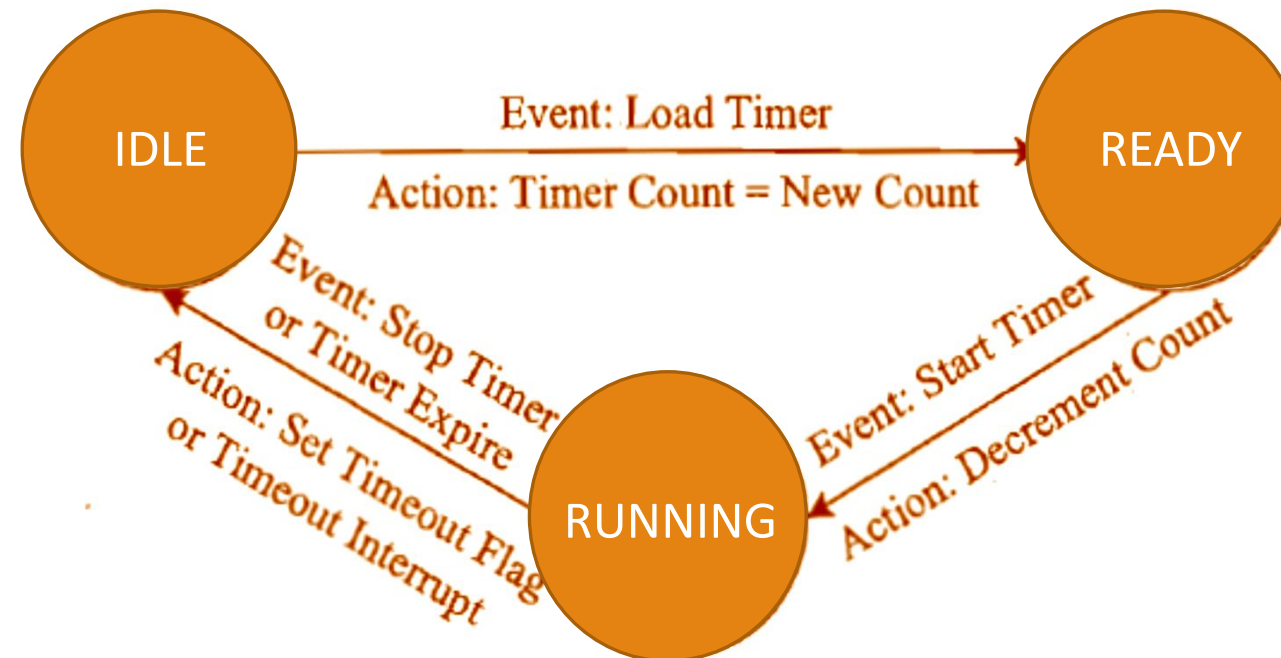 IDLE
Event: Load Timer
Action: Timer Count = New Count
READY
Event: Stop Timer
or Timer Expire
Action: Set Timeout Flag
or Timeout Interrupt
RUNNING
Event: Start Timer
Action: Decrement Count